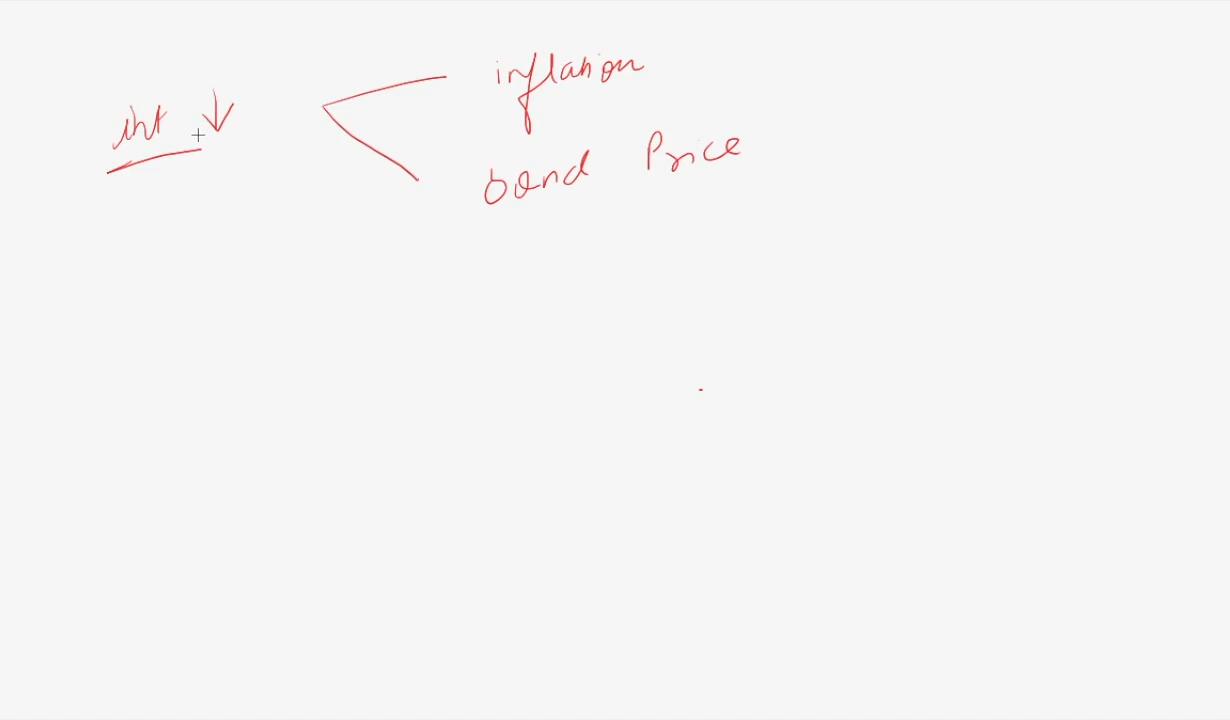 int ↓
inflation
bond Price